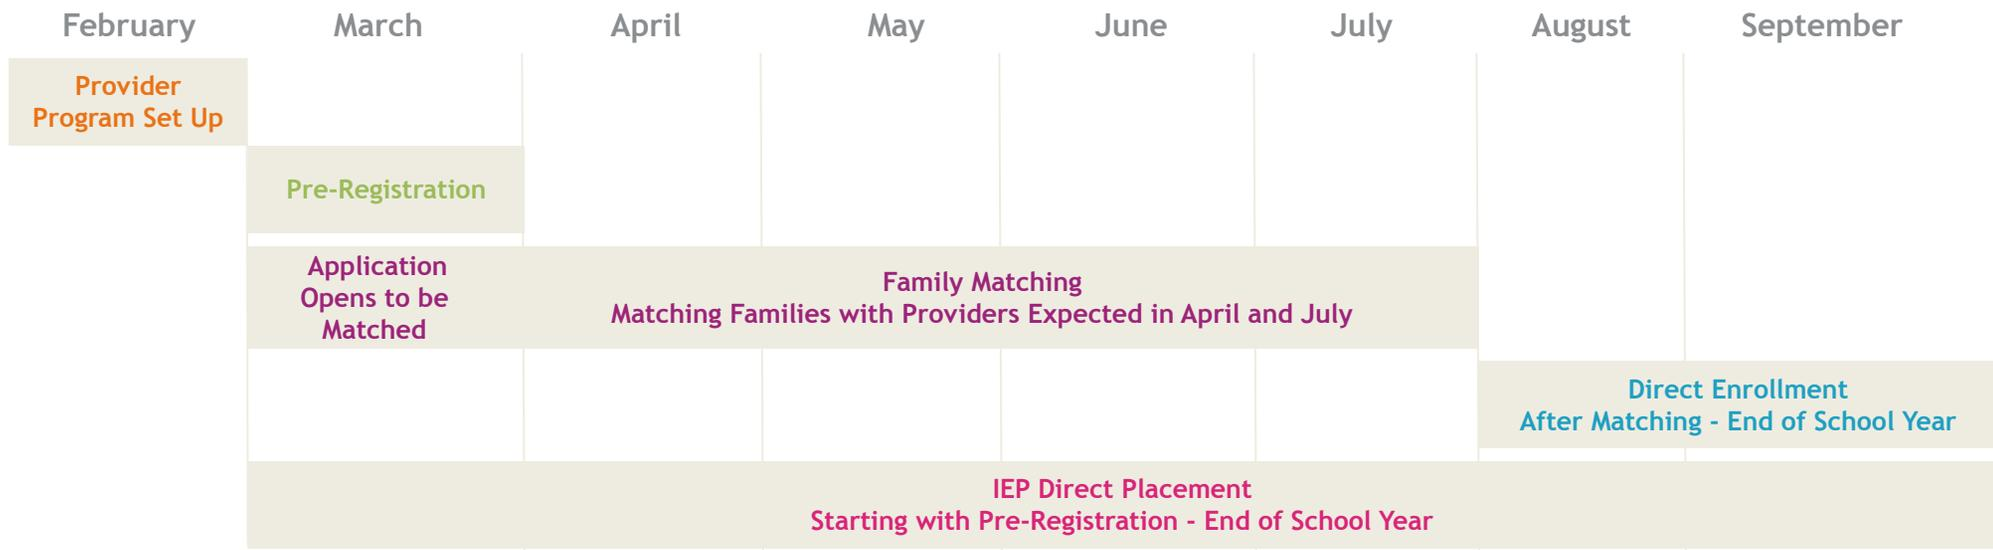 February March April May June July August September
Provider
Program Set Up
Pre-Registration
Application
Opens to be
Matched
Family Matching
Matching Families with Providers Expected in April and July
Direct Enrollment
After Matching - End of School Year
IEP Direct Placement
Starting with Pre-Registration - End of School Year